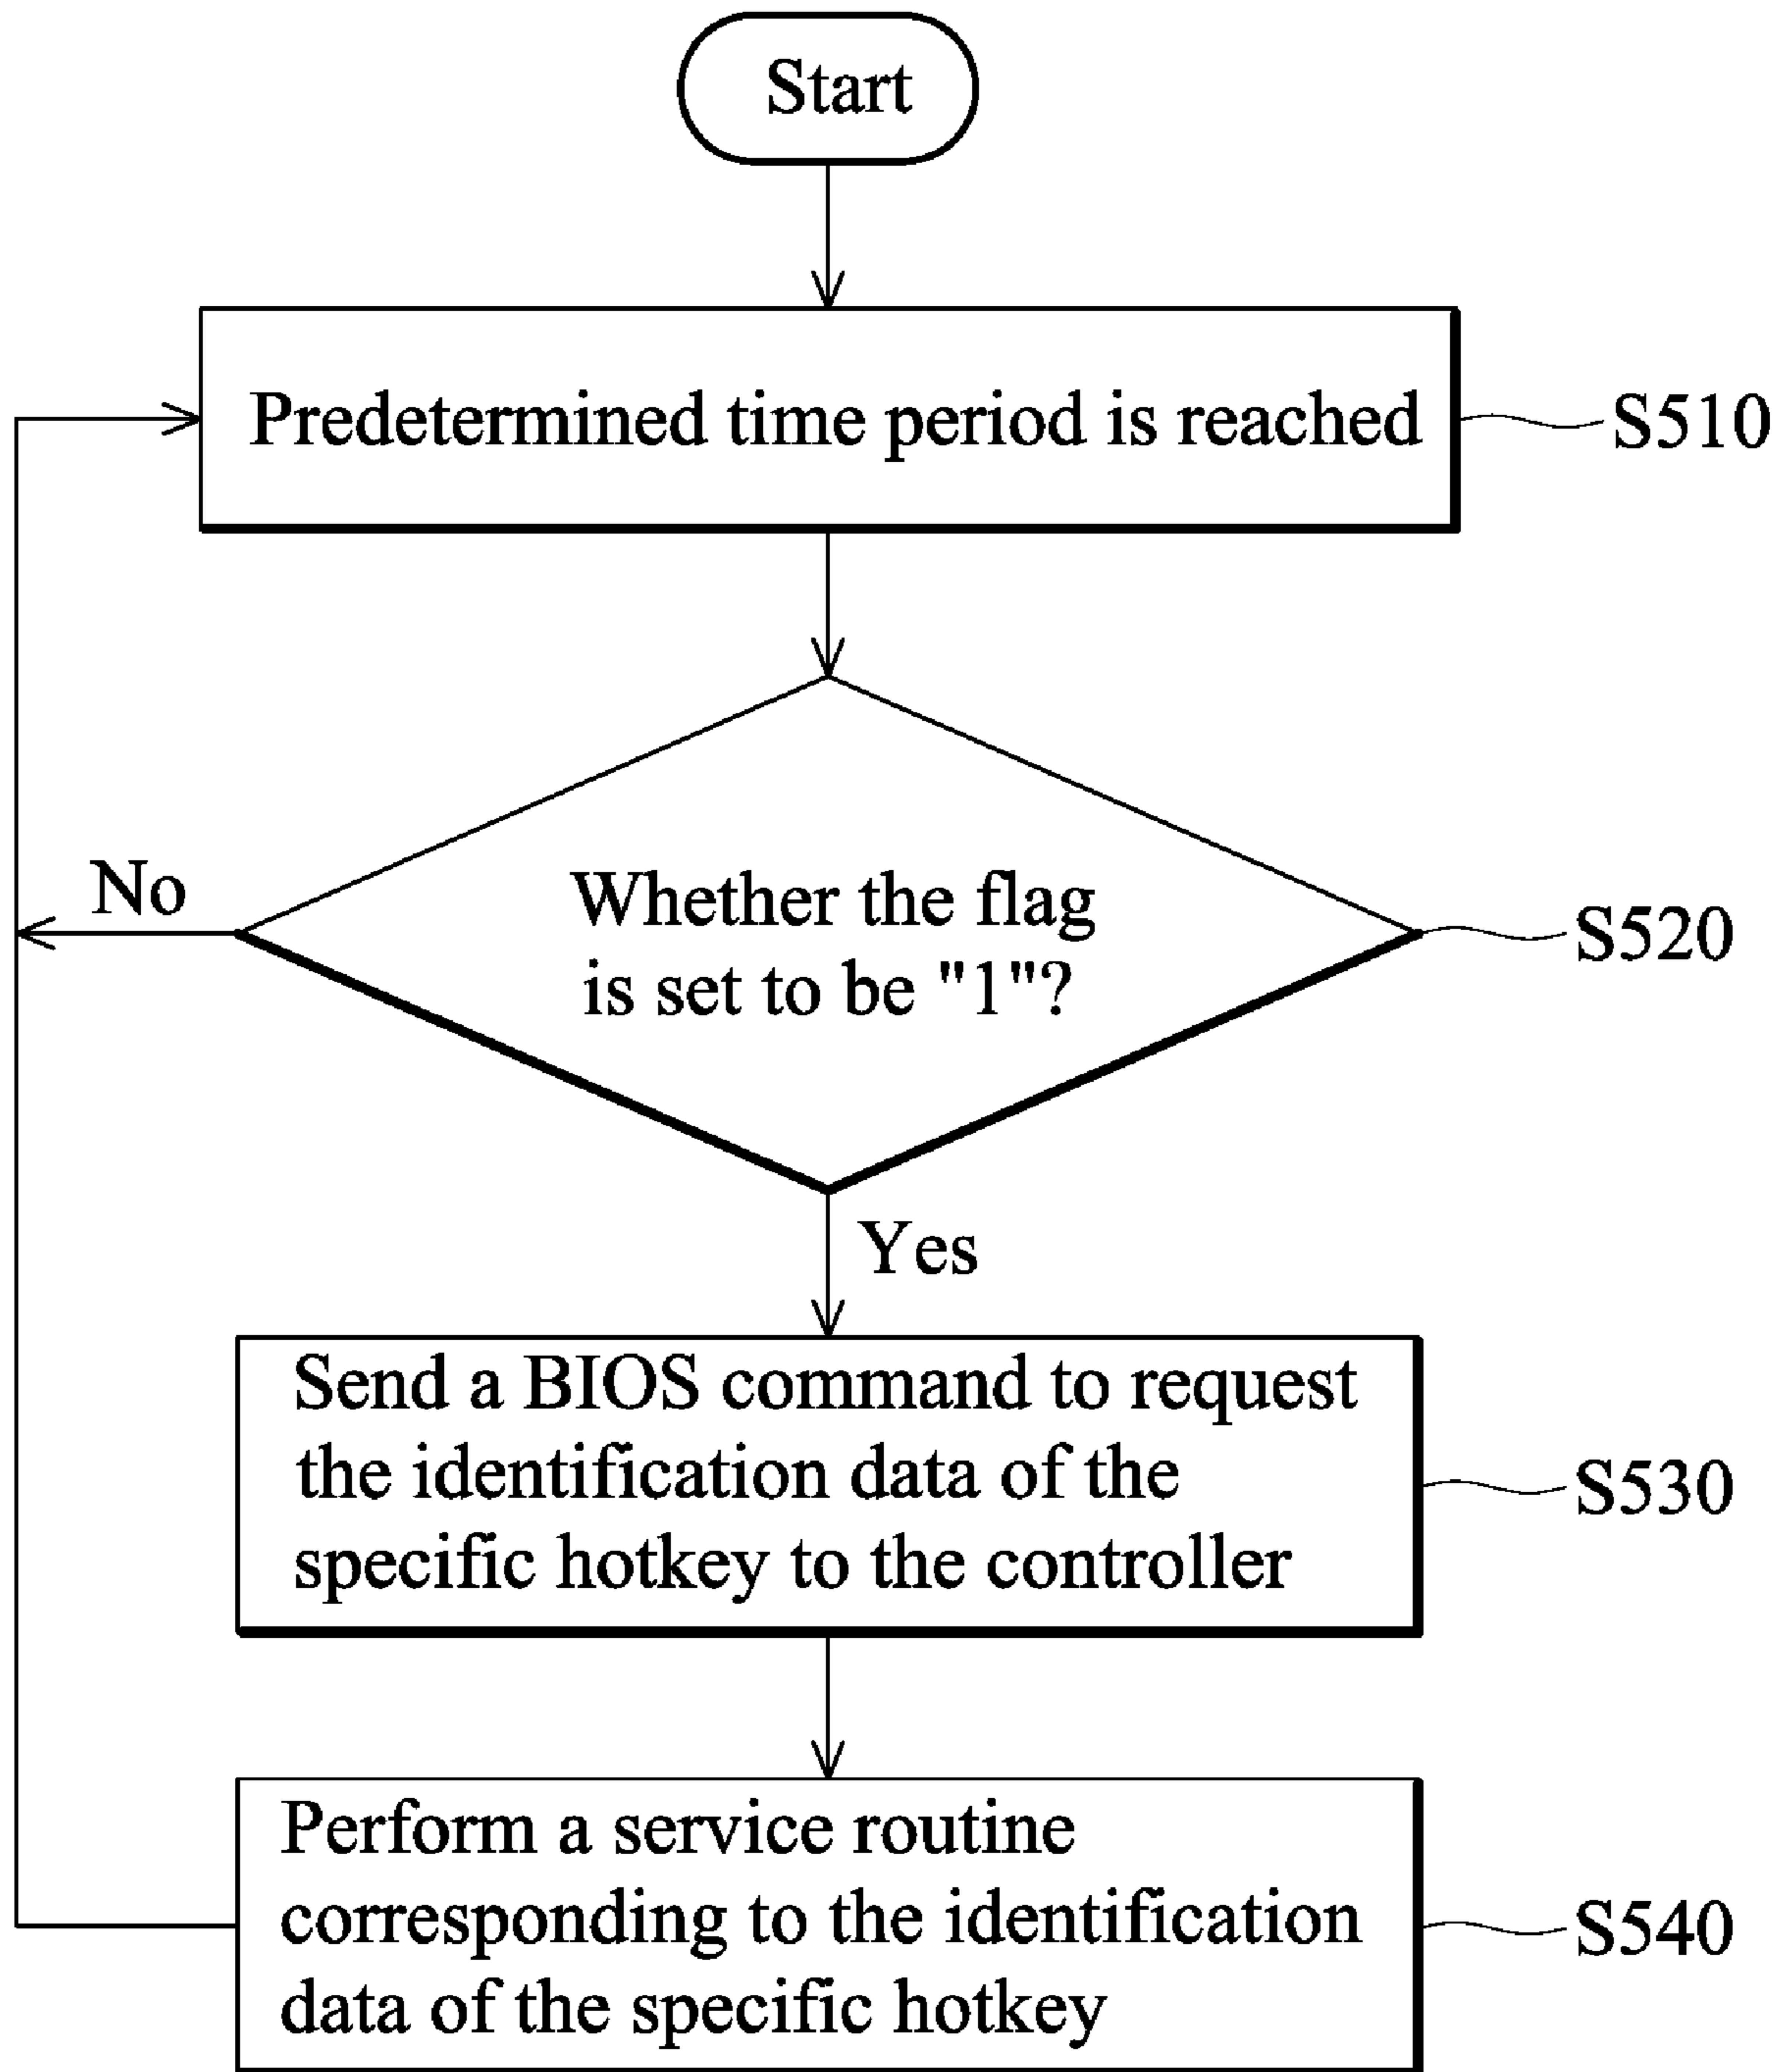 Start
Predetermined time period is reached
S510
Whether the flag
is set to be "1"?
S520
No
Yes
Send a BIOS command to request
the identification data of the
specific hotkey to the controller
S530
Perform a service routine
corresponding to the identification
data of the specific hotkey
S540